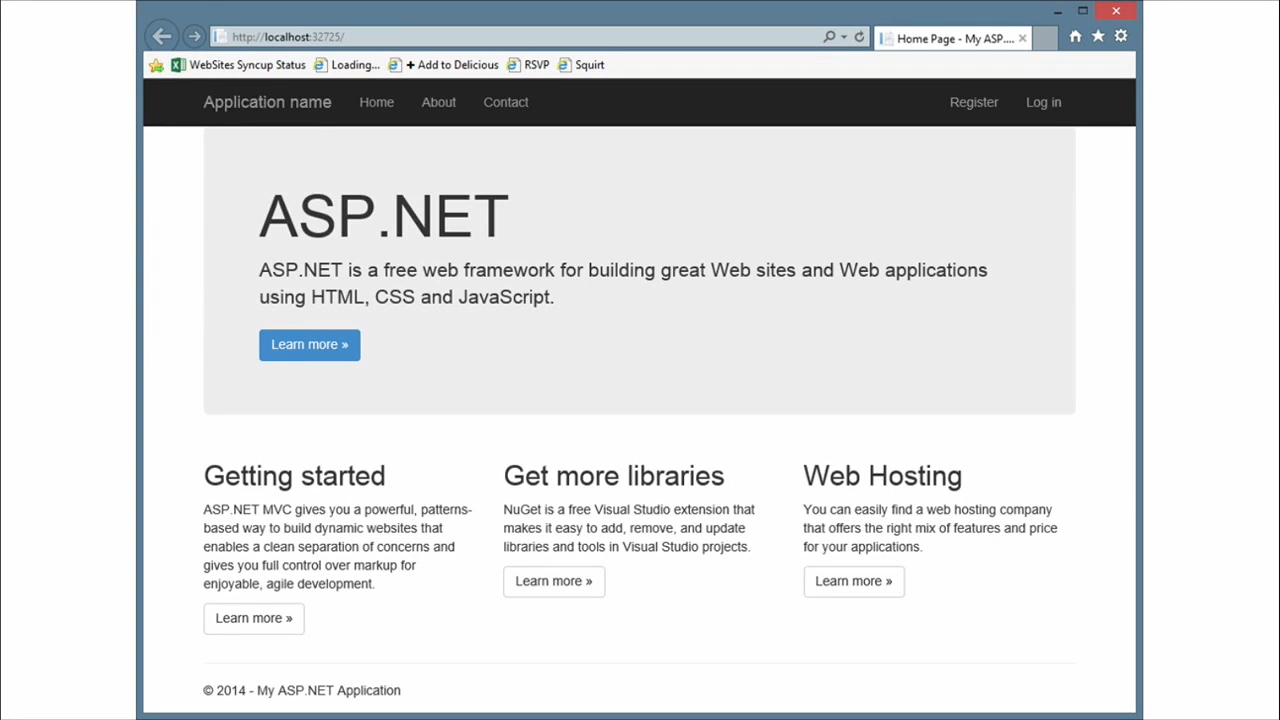 http://localhost:32725/
Home Page - My ASP....
WebSites Syncup Status Loading... Add to Delicious RSVP Squirt
Application name Home About Contact Register Log in
ASP.NET
ASP.NET is a free web framework for building great Web sites and Web applications
using HTML, CSS and JavaScript.
Learn more »
Getting started
ASP.NET MVC gives you a powerful, patterns-
based way to build dynamic websites that
enables a clean separation of concerns and
gives you full control over markup for
enjoyable, agile development.
Learn more »
Get more libraries
NuGet is a free Visual Studio extension that
makes it easy to add, remove, and update
libraries and tools in Visual Studio projects.
Learn more »
Web Hosting
You can easily find a web hosting company
that offers the right mix of features and price
for your applications.
Learn more »
© 2014 - My ASP.NET Application